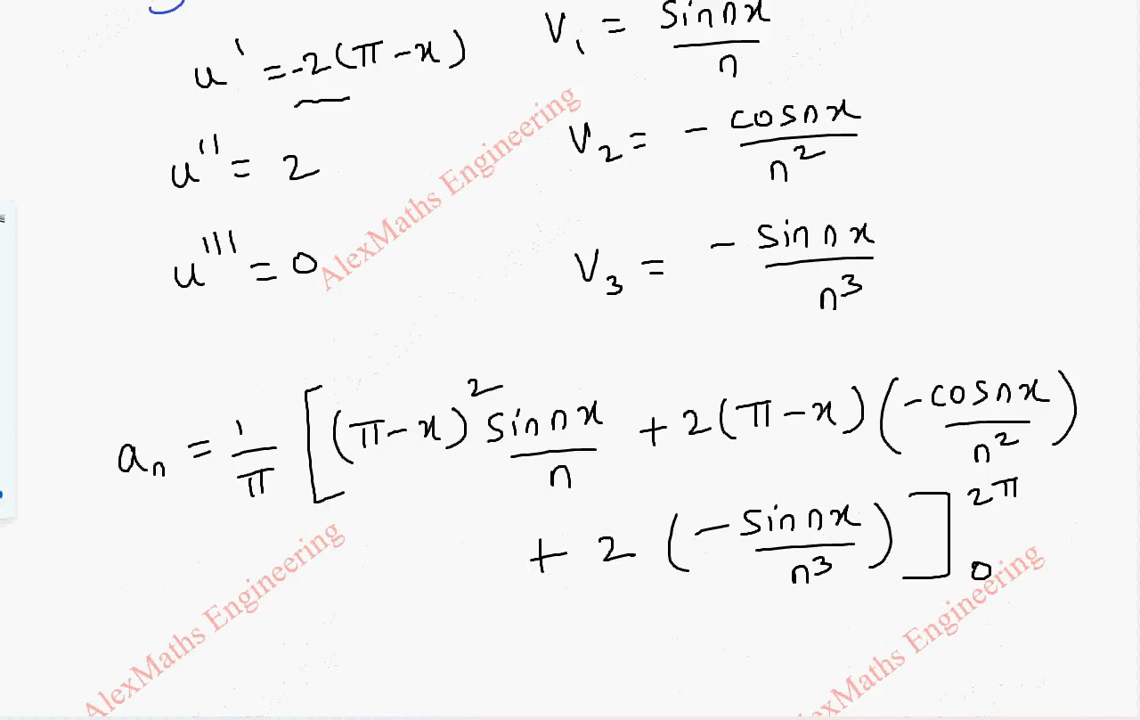 u' = -2(π-x) V₁ = sin nx / n
u'' = 2 V₂ = - cos nx / n²
u''' = 0 V₃ = - sin nx / n³
aₙ = 1/π [ (π-x)² sin nx / n + 2(π-x) ( - cos nx / n² )
+ 2 ( - sin nx / n³ ) ]₀^2π
AlexMaths Engineering
AlexMaths Engineering
AlexMaths Engineering